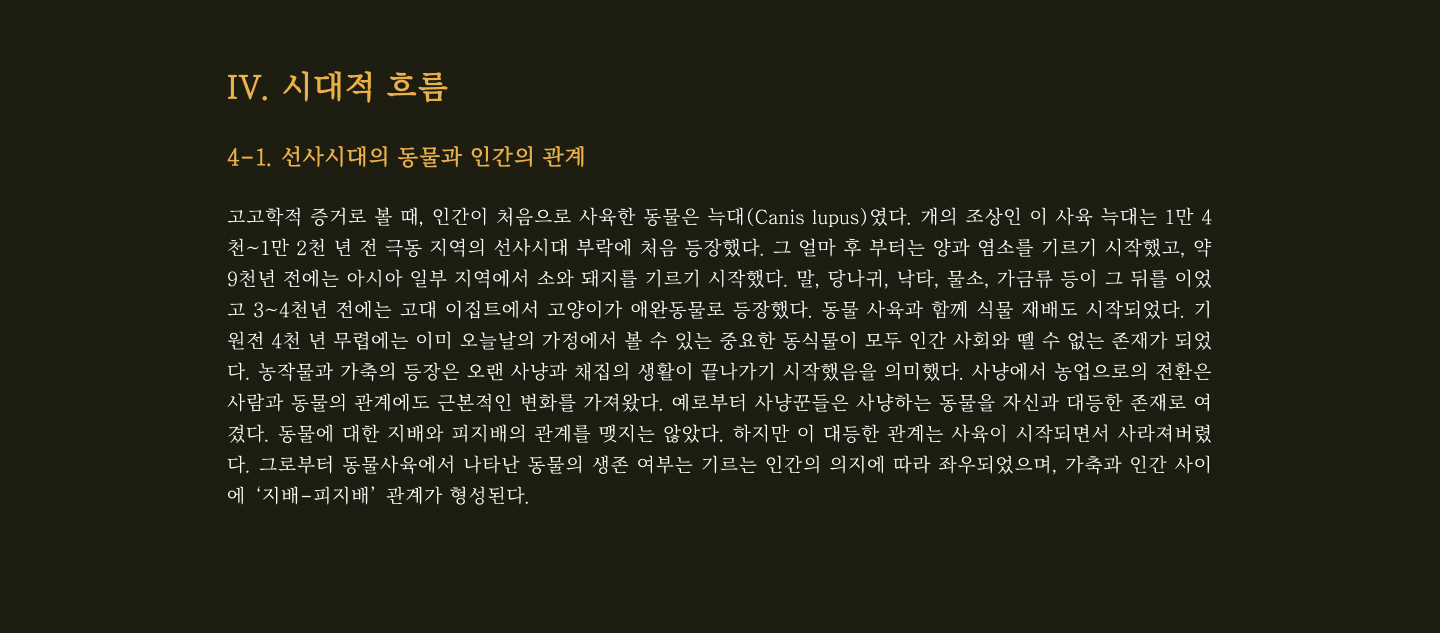 IV. 시대적 흐름
4-1. 선사시대의 동물과 인간의 관계
고고학적 증거로 볼 때, 인간이 처음으로 사육한 동물은 늑대(Canis lupus)였다. 개의 조상인 이 사육 늑대는 1만 4
천~1만 2천 년 전 극동 지역의 선사시대 부락에 처음 등장했다. 그 얼마 후 부터는 양과 염소를 기르기 시작했고, 약
9천년 전에는 아시아 일부 지역에서 소와 돼지를 기르기 시작했다. 말, 당나귀, 낙타, 물소, 가금류 등이 그 뒤를 이었
고 3~4천년 전에는 고대 이집트에서 고양이가 애완동물로 등장했다. 동물 사육과 함께 식물 재배도 시작되었다. 기
원전 4천 년 무렵에는 이미 오늘날의 가정에서 볼 수 있는 중요한 동식물이 모두 인간 사회와 뗄 수 없는 존재가 되었
다. 농작물과 가축의 등장은 오랜 사냥과 채집의 생활이 끝나가기 시작했음을 의미했다. 사냥에서 농업으로의 전환은
사람과 동물의 관계에도 근본적인 변화를 가져왔다. 예로부터 사냥꾼들은 사냥하는 동물을 자신과 대등한 존재로 여
겼다. 동물에 대한 지배와 피지배의 관계를 맺지는 않았다. 하지만 이 대등한 관계는 사육이 시작되면서 사라져버렸
다. 그로부터 동물사육에서 나타난 동물의 생존 여부는 기르는 인간의 의지에 따라 좌우되었으며, 가축과 인간 사이
에 ‘지배-피지배’ 관계가 형성된다.